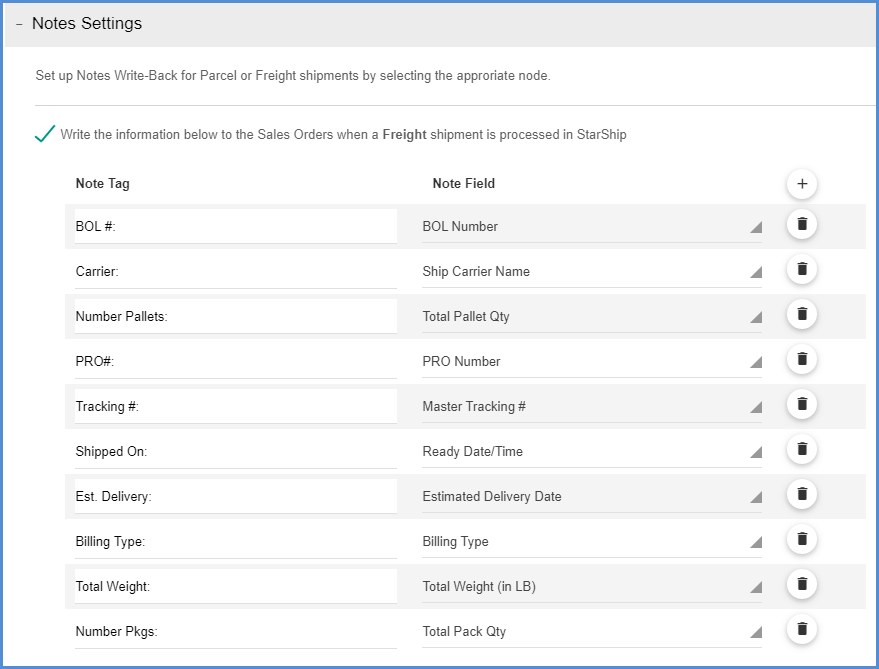 Notes Settings
Set up Notes Write-Back for Parcel or Freight shipments by selecting the approriate node.
Write the information below to the Sales Orders when a Freight shipment is processed in StarShip
Note Tag Note Field
BOL #: BOL Number
Carrier: Ship Carrier Name
Number Pallets: Total Pallet Qty
PRO#: PRO Number
Tracking #: Master Tracking #
Shipped On: Ready Date/Time
Est. Delivery: Estimated Delivery Date
Billing Type: Billing Type
Total Weight: Total Weight (in LB)
Number Pkgs: Total Pack Qty